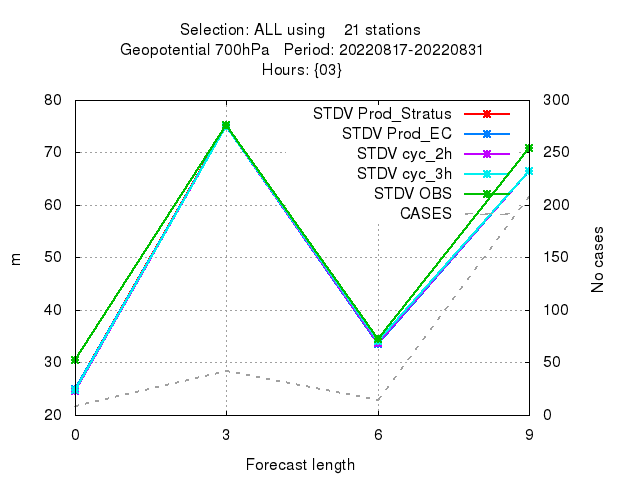 Selection: ALL using    21 stations
Geopotential 700hPa   Period: 20220817-20220831
Hours: {03}
80
70
60
50
40
30
20
m
300
250
200
150
100
50
0
No cases
STDV Prod_Stratus
STDV Prod_EC
STDV cyc_2h
STDV cyc_3h
STDV OBS
CASES
0 3 6 9
Forecast length